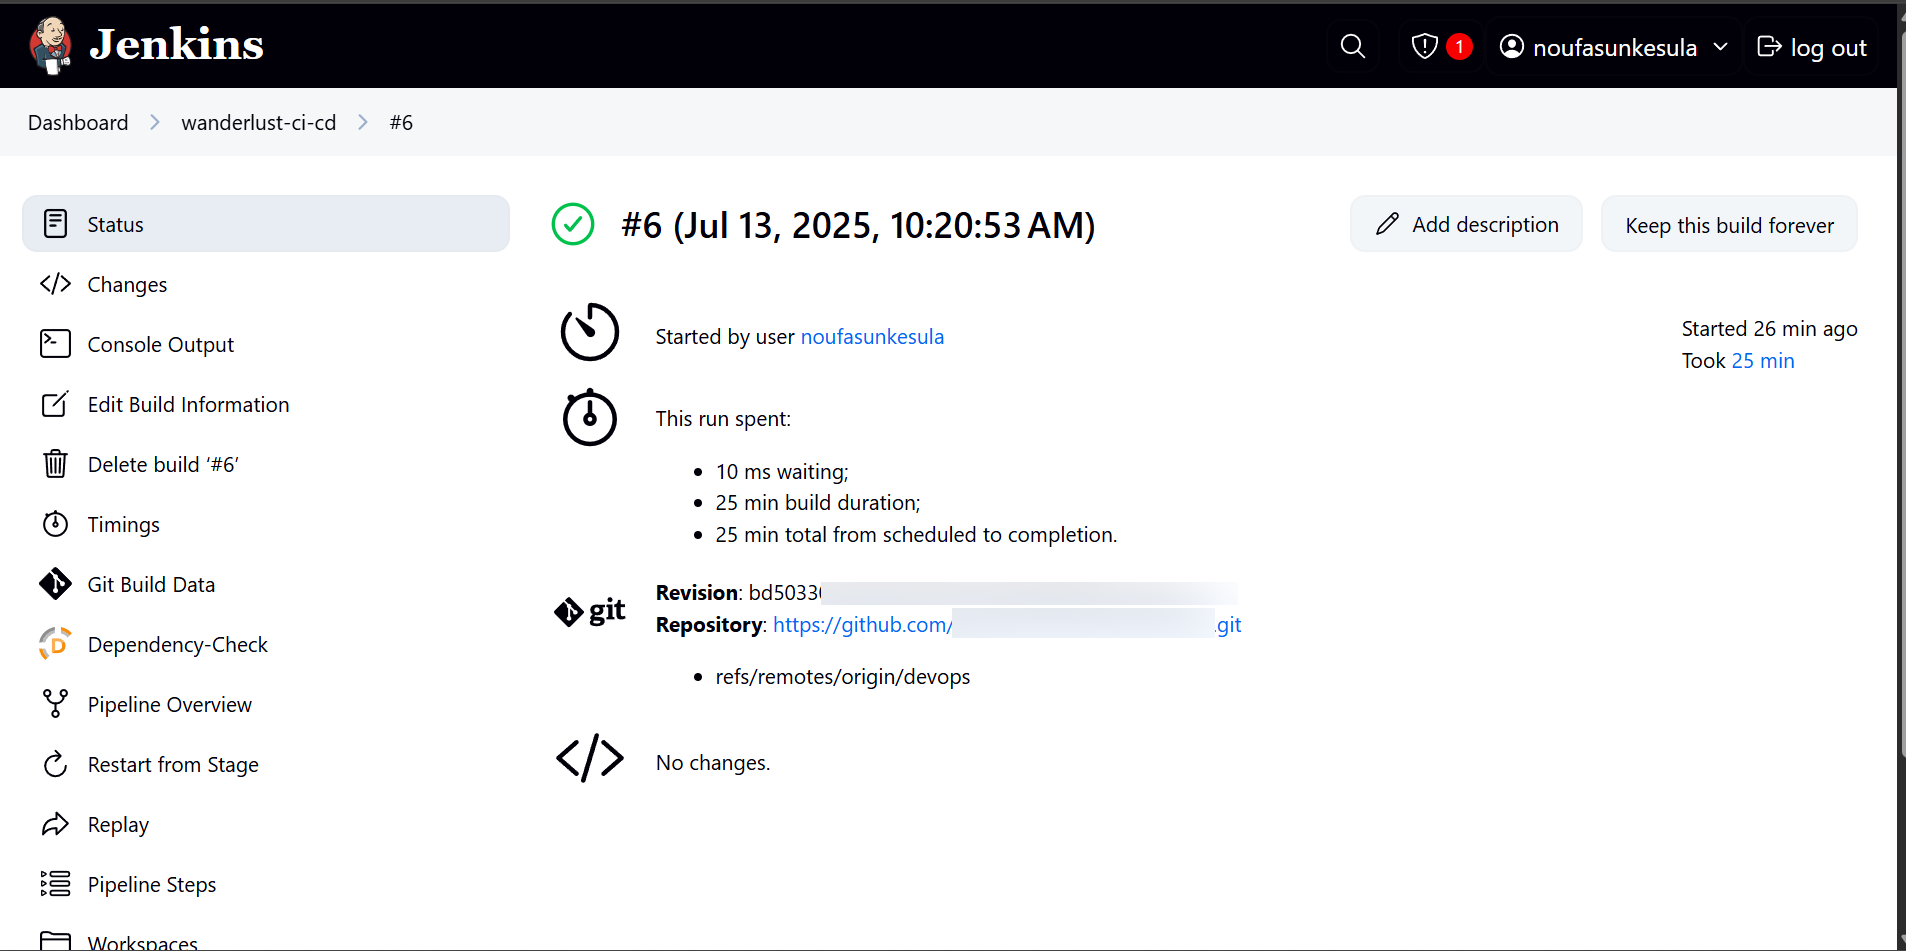 Jenkins
1
noufasunkesula
log out
Dashboard
wanderlust-ci-cd
#6
Status
Changes
Console Output
Edit Build Information
Delete build ‘#6’
Timings
Git Build Data
Dependency-Check
Pipeline Overview
Restart from Stage
Replay
Pipeline Steps
Workspaces
#6 (Jul 13, 2025, 10:20:53 AM)
Add description
Keep this build forever
Started by user noufasunkesula
Started 26 min ago
Took 25 min
This run spent:
10 ms waiting;
25 min build duration;
25 min total from scheduled to completion.
git
Revision: bd5033
Repository: https://github.com/ .git
refs/remotes/origin/devops
No changes.